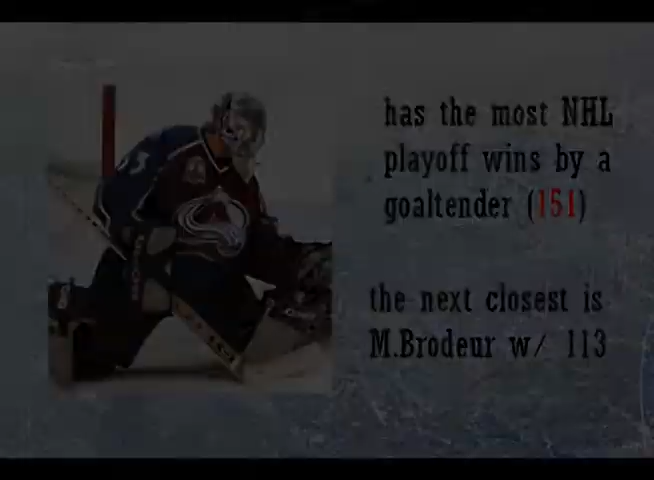 has the most NHL
playoff wins by a
goaltender (151)
the next closest is
M.Brodeur w/ 113